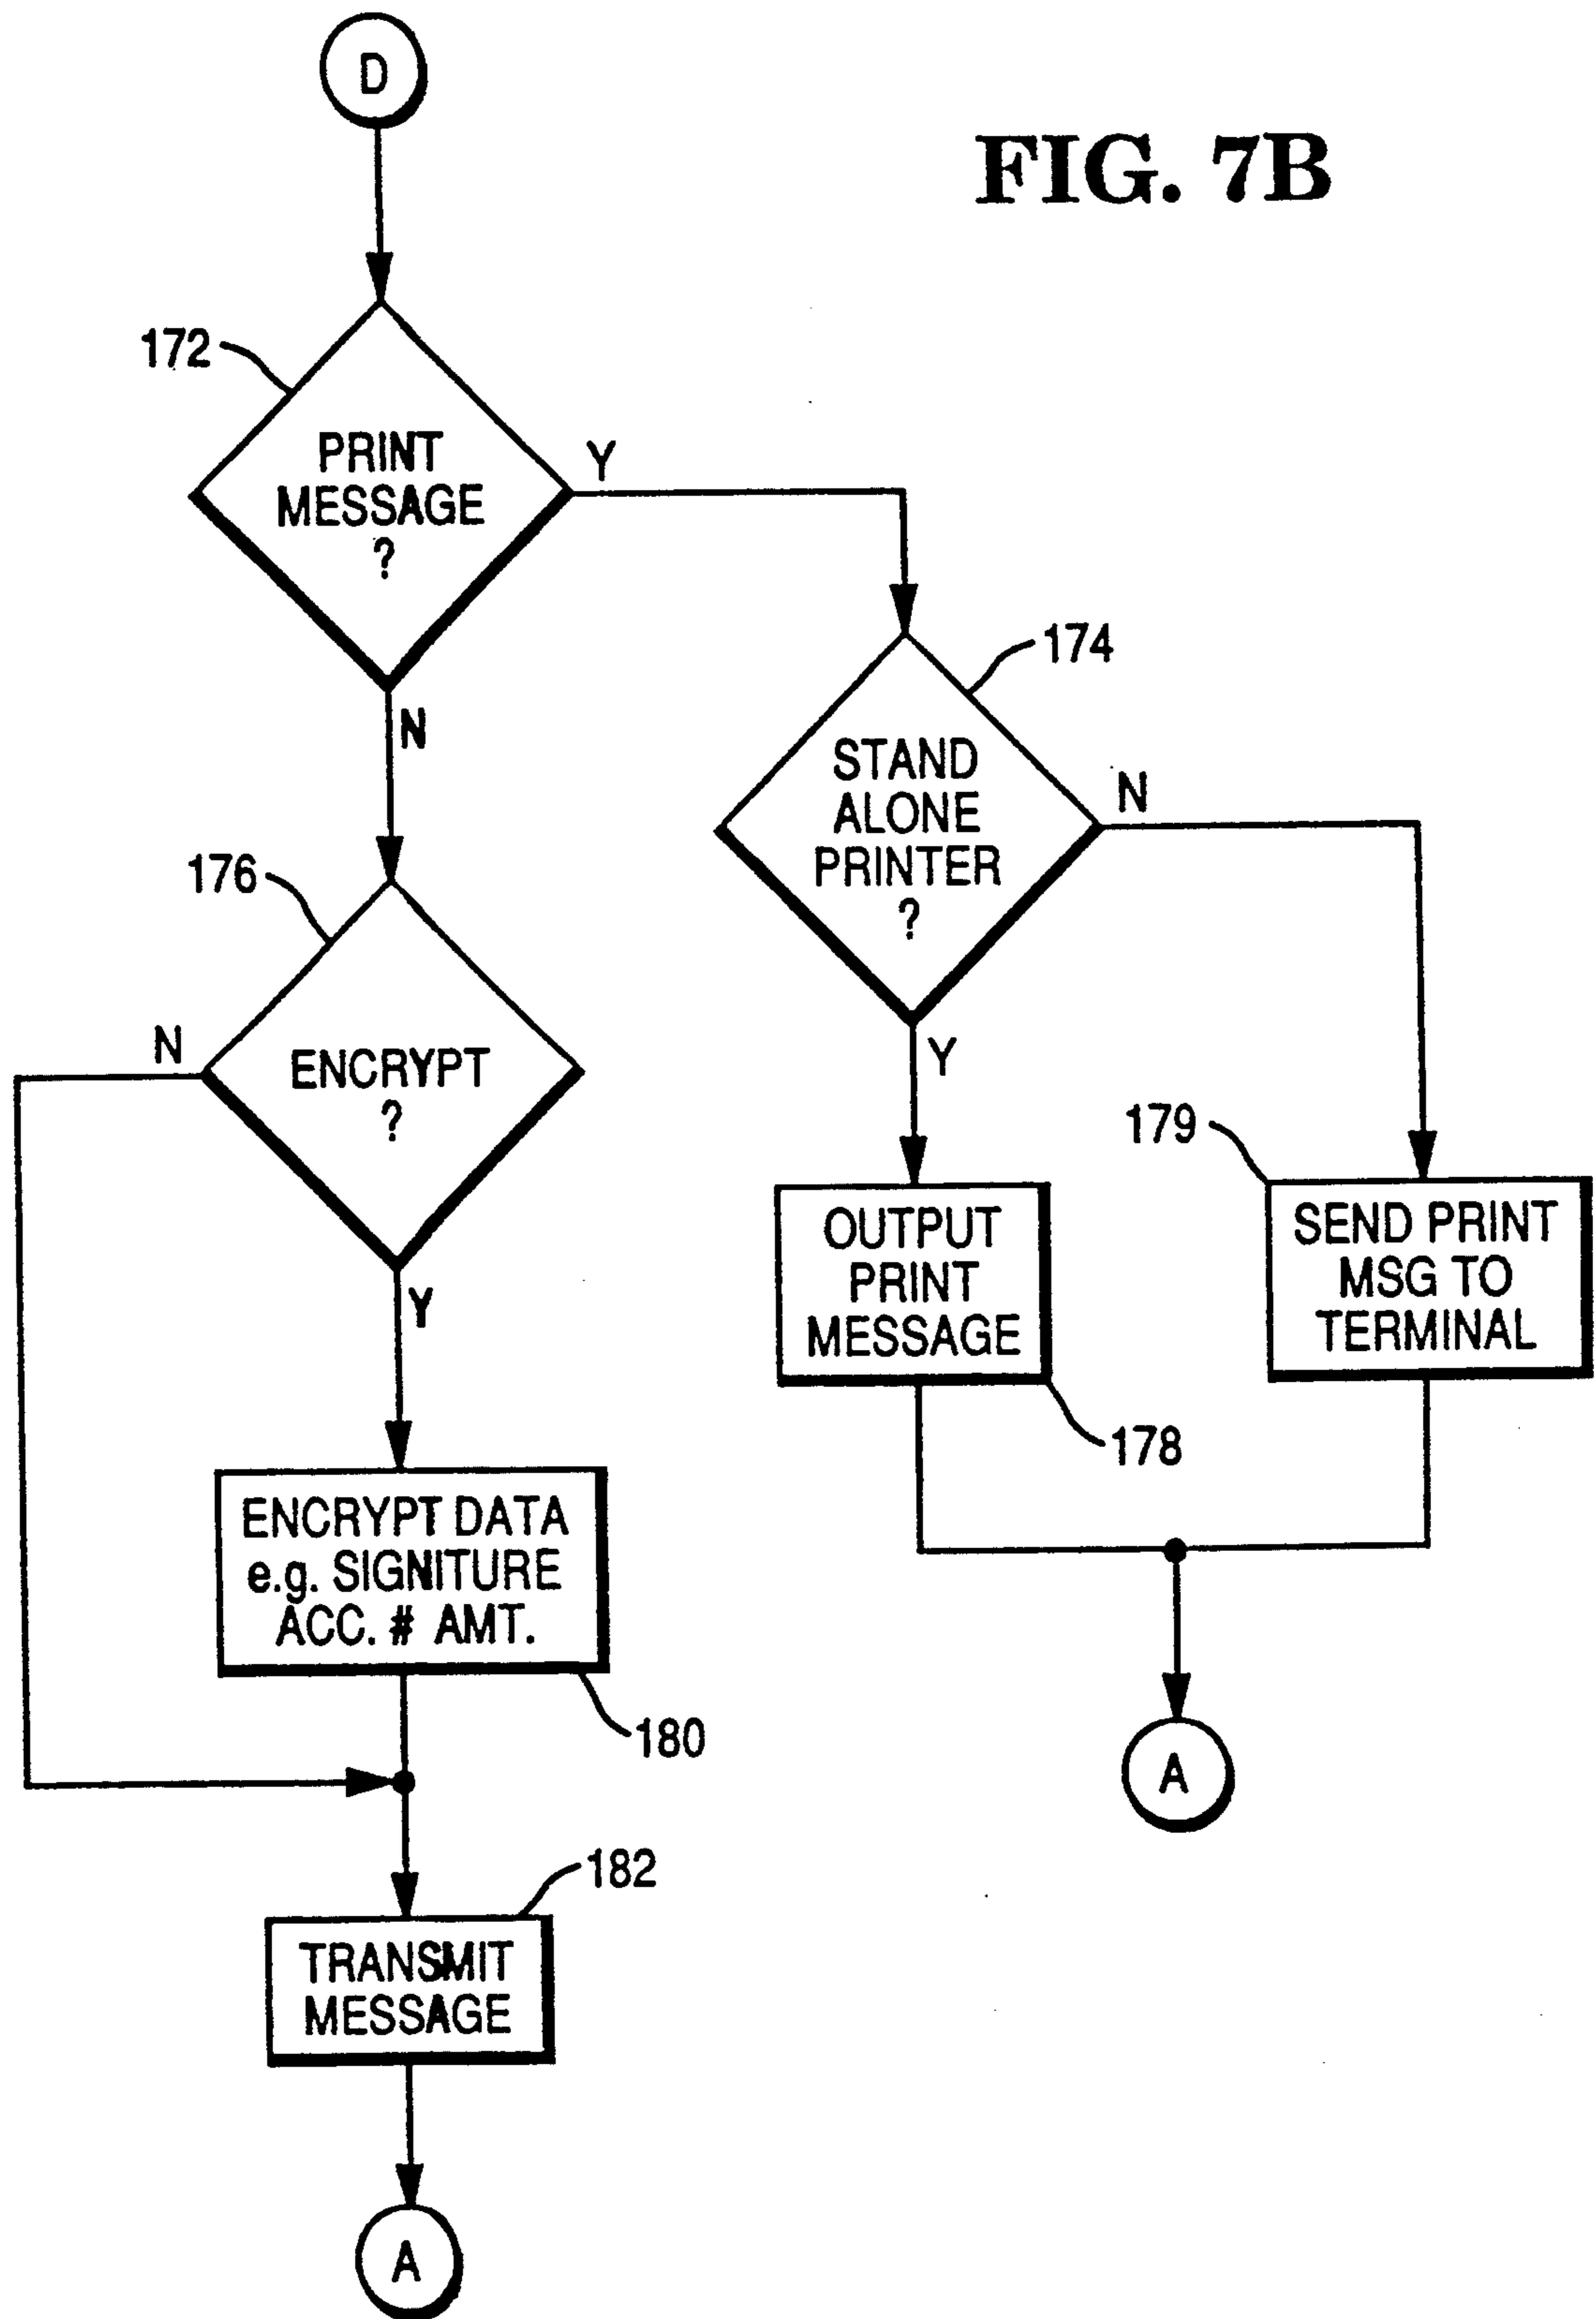 D
FIG. 7B
172
PRINT
MESSAGE
?
Y
N
174
STAND
ALONE
PRINTER
?
N
Y
176
ENCRYPT
?
N
Y
179
OUTPUT
PRINT
MESSAGE
178
SEND PRINT
MSG TO
TERMINAL
ENCRYPT DATA
e.g. SIGNITURE
ACC. # AMT.
180
A
182
TRANSMIT
MESSAGE
A